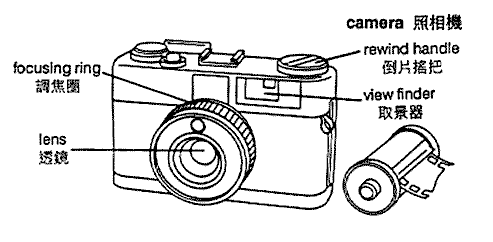 camera 照相機
rewind handle
倒片搖把
focusing ring
調焦圈
view finder
取景器
lens
透鏡